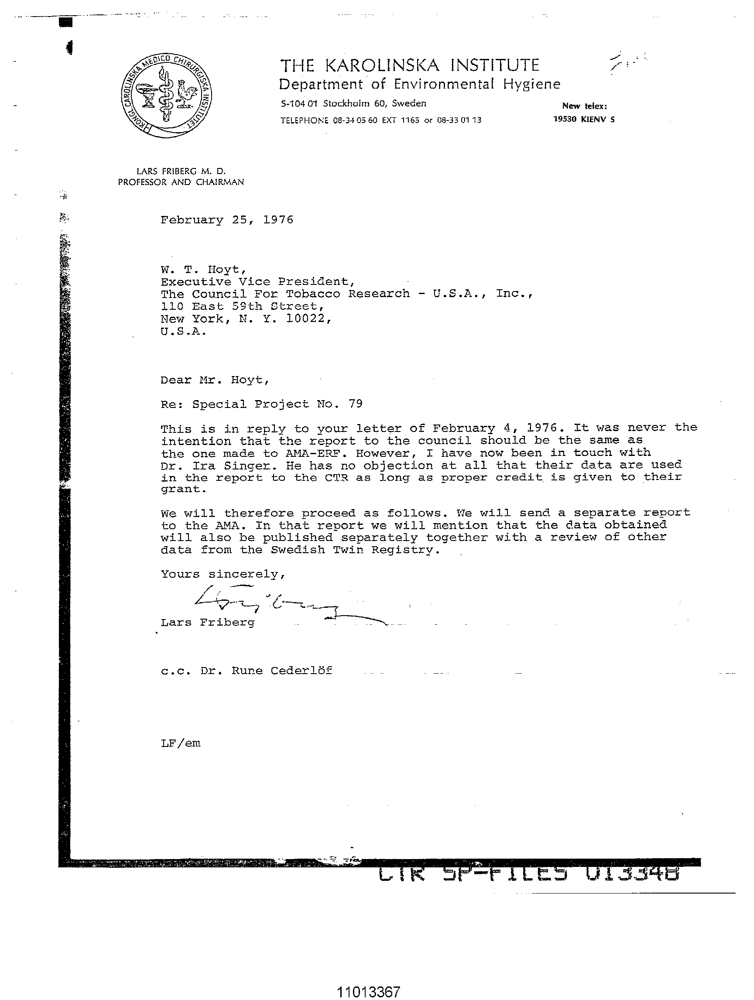 KONGL. CAROLINSKA MEDICO CHIRURGISKA INSTITUTET
THE KAROLINSKA INSTITUTE
Department of Environmental Hygiene
S-104 01 Stockholm 60, Sweden
New telex:
TELEPHONE 08-34 05 60 EXT 1165 or 08-33 01 13
19530 KIENV S
LARS FRIBERG M. D.
PROFESSOR AND CHAIRMAN
February 25, 1976
W. T. Hoyt,
Executive Vice President,
The Council For Tobacco Research - U.S.A., Inc.,
110 East 59th Street,
New York, N. Y. 10022,
U.S.A.
Dear Mr. Hoyt,
Re: Special Project No. 79
This is in reply to your letter of February 4, 1976. It was never the
intention that the report to the council should be the same as
the one made to AMA-ERF. However, I have now been in touch with
Dr. Ira Singer. He has no objection at all that their data are used
in the report to the CTR as long as proper credit is given to their
grant.
We will therefore proceed as follows. We will send a separate report
to the AMA. In that report we will mention that the data obtained
will also be published separately together with a review of other
data from the Swedish Twin Registry.
Yours sincerely,
Lars Friberg
c.c. Dr. Rune Cederlöf
LF/em
CTR SP-FILES 013348
11013367